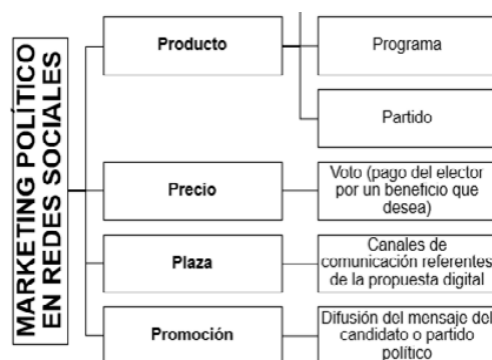 MARKETING POLÍTICO
EN REDES SOCIALES
Producto
Programa
Partido
Precio
Voto (pago del elector
por un beneficio que
desea)
Plaza
Canales de
comunicación referentes
de la propuesta digital
Promoción
Difusión del mensaje del
candidato o partido
político